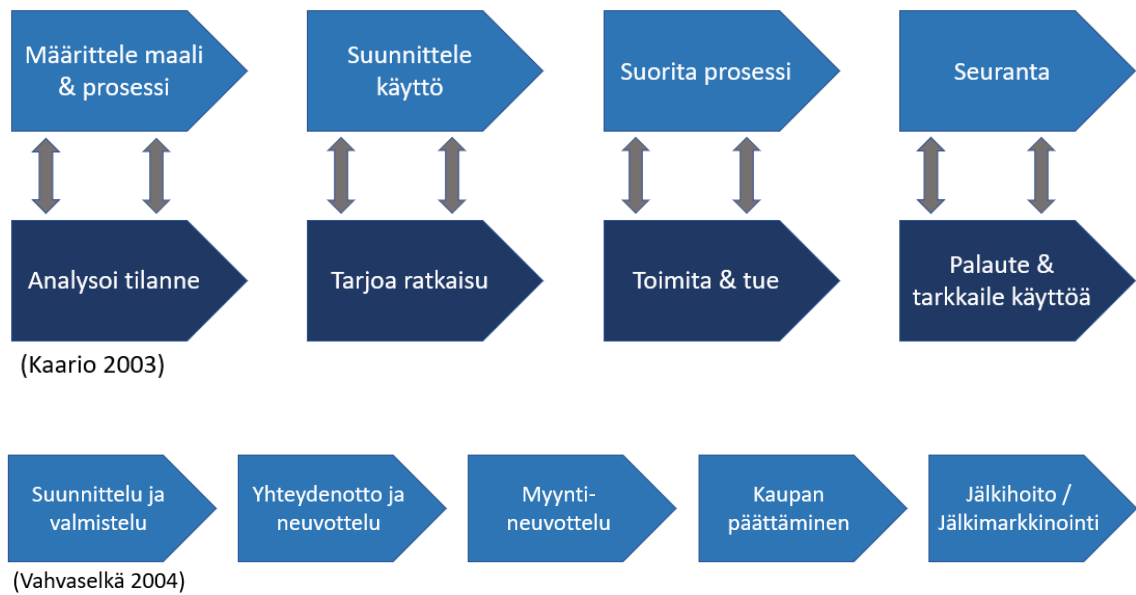 Määrittele maali
& prosessi
Suunnittele
käyttö
Suorita prosessi
Seuranta
Analysoi tilanne
Tarjoa ratkaisu
Toimita & tue
Palaute &
tarkkaile käyttöä
(Kaario 2003)
Suunnittelu ja
valmistelu
Yhteydenotto ja
neuvottelu
Myynti-
neuvottelu
Kaupan
päättäminen
Jälkihoito /
Jälkimarkkinointi
(Vahvaselkä 2004)